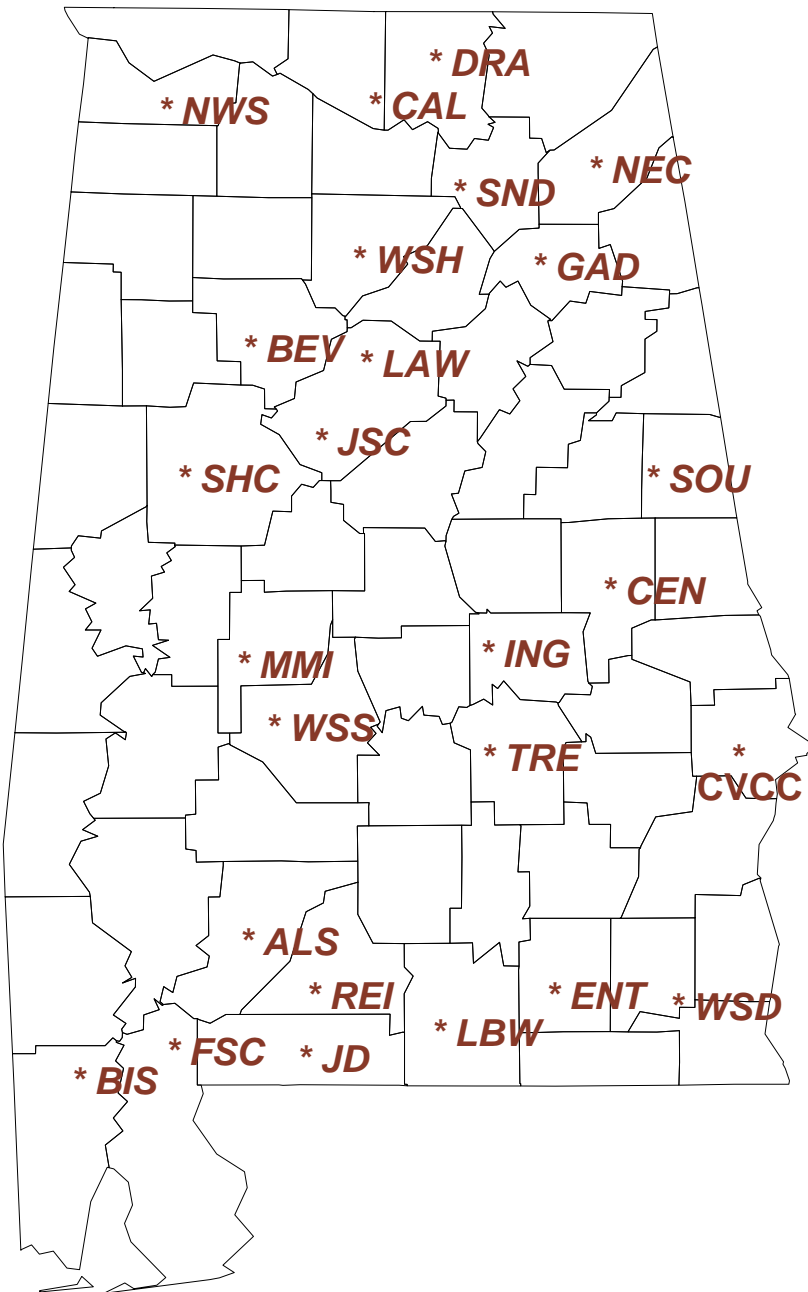 * DRA
* NWS
* CAL
* NEC
* SND
* WSH
* GAD
* BEV
* LAW
* JSC
* SHC
* SOU
* CEN
* ING
* MMI
* WSS
* TRE
*
CVCC
* ALS
* REI
* ENT
* WSD
* LBW
* FSC
* JD
* BIS